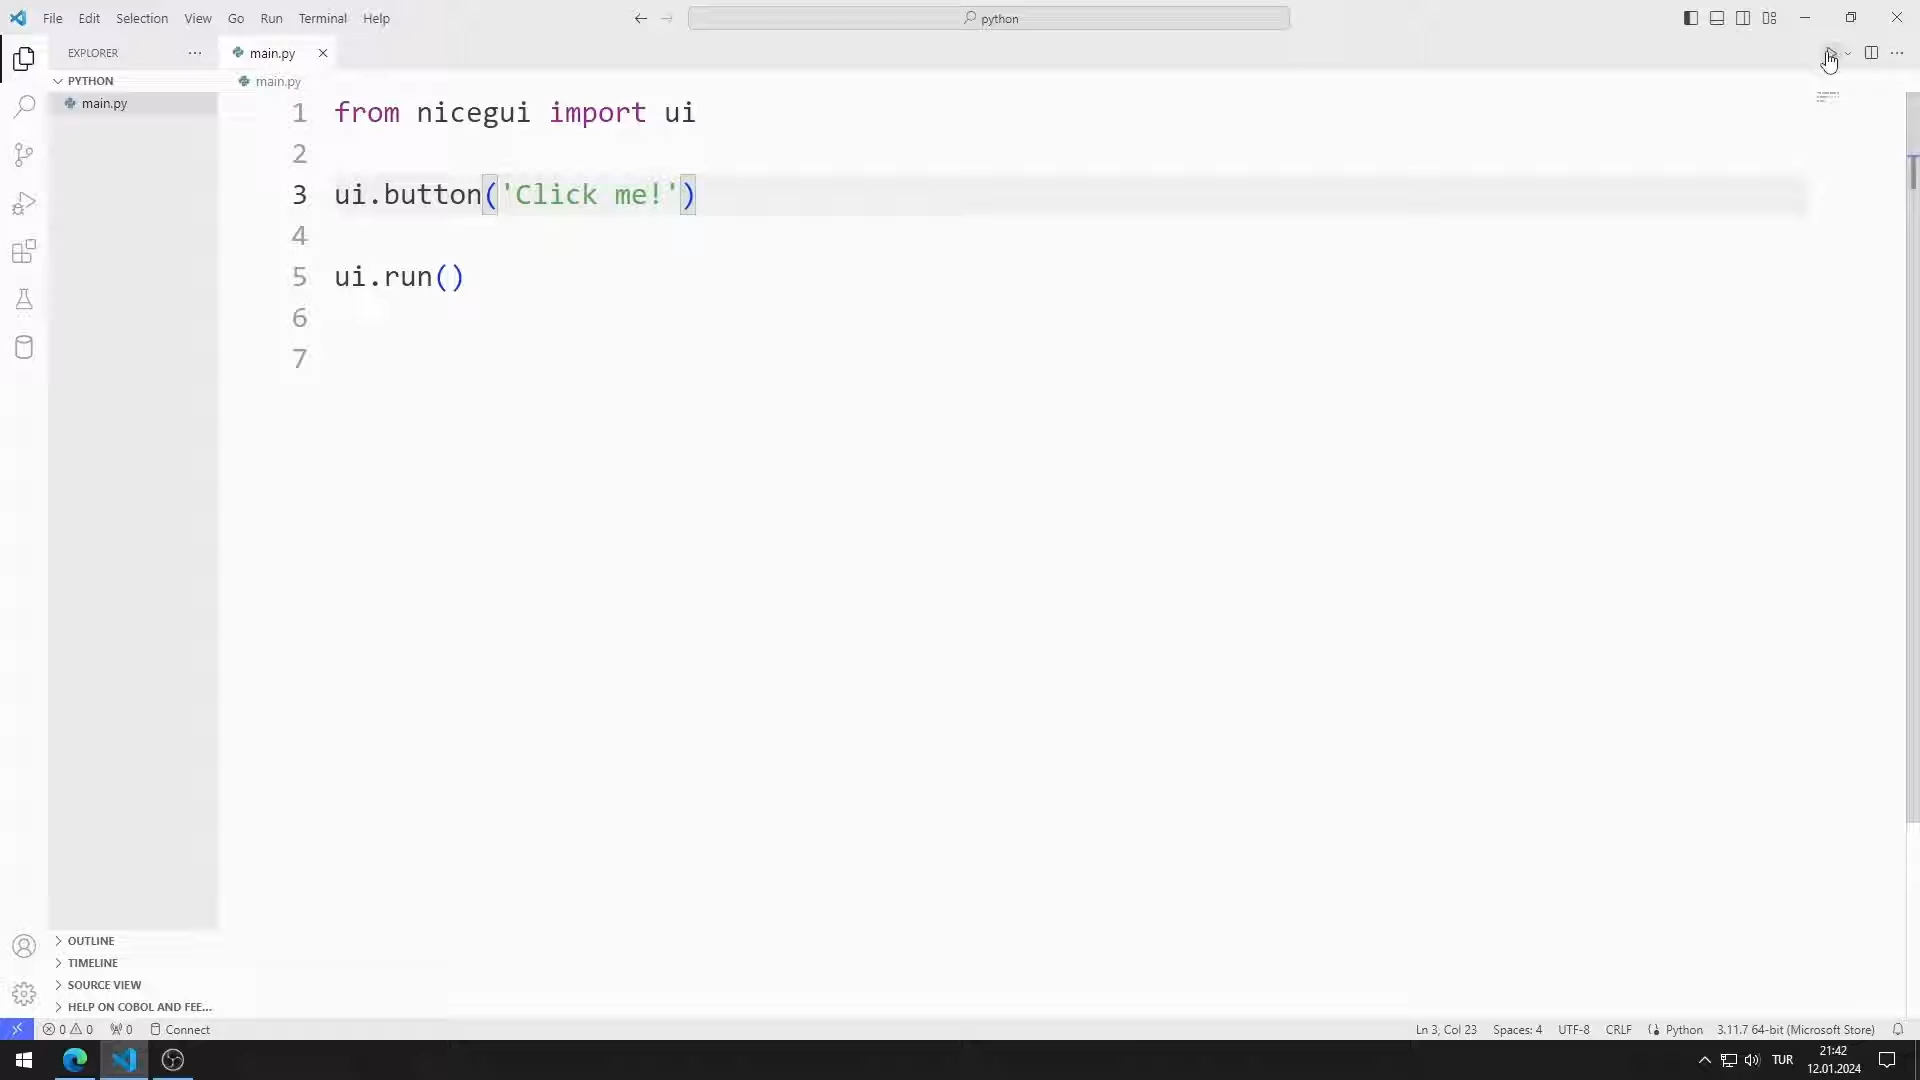 File Edit Selection View Go Run Terminal Help
python
EXPLORER
main.py
PYTHON
main.py
main.py
1 from nicegui import ui
2
3 ui.button('Click me!')
4
5 ui.run()
6
7
OUTLINE
TIMELINE
SOURCE VIEW
HELP ON COBOL AND FEE...
0 0 0 Connect
Ln 3, Col 23 Spaces: 4 UTF-8 CRLF Python 3.11.7 64-bit (Microsoft Store)
TUR
21:42
12.01.2024